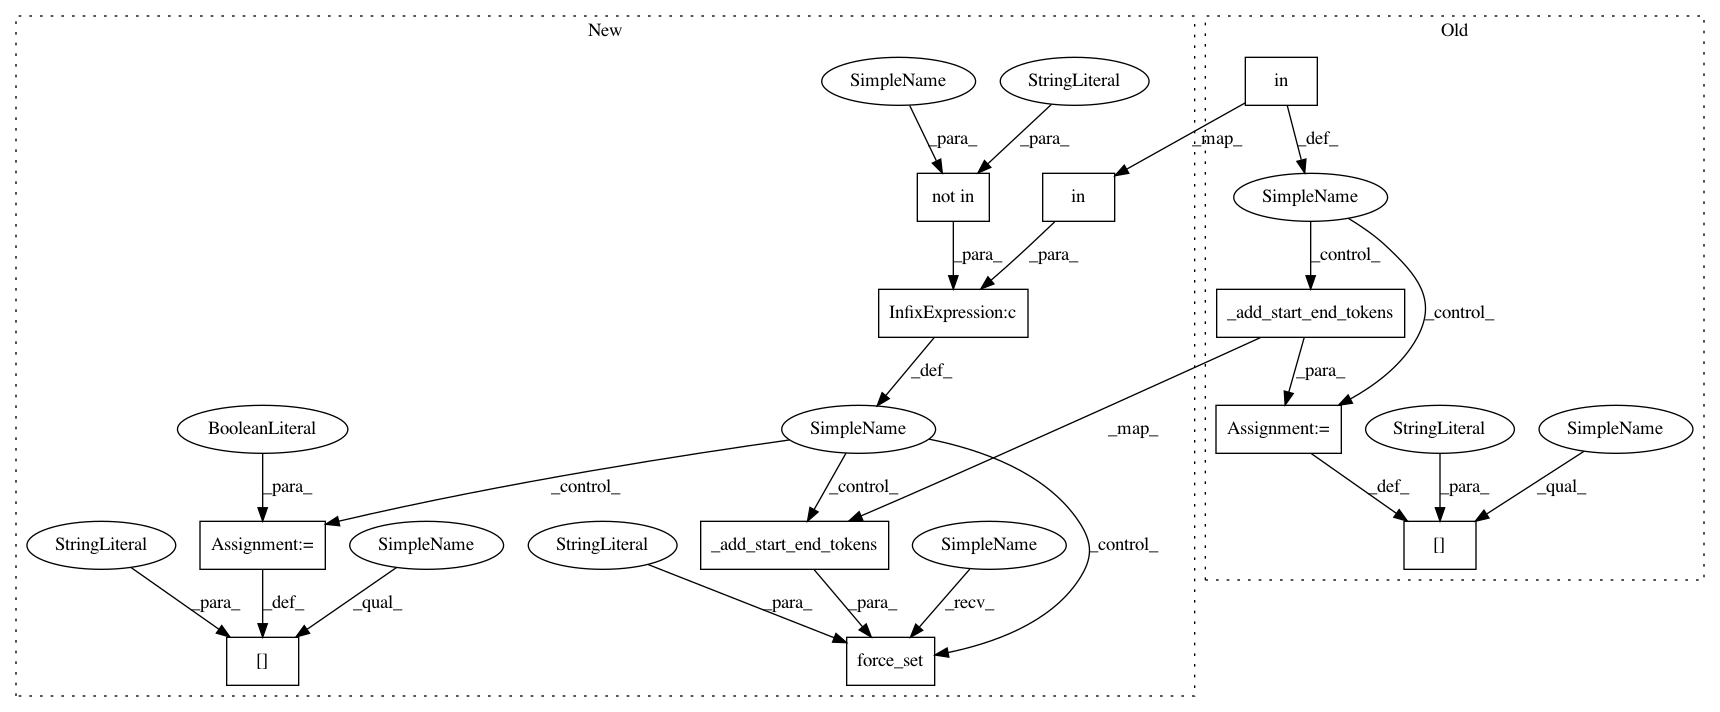 New
Old
SimpleName
StringLiteral
in
_para_
_para_
_map_
_def_
not in
in
SimpleName
_para_
_para_
_control_
InfixExpression:c
_add_start_end_tokens
_control_
_def_
_para_
BooleanLiteral
SimpleName
_map_
Assignment:=
StringLiteral
SimpleName
_para_
_control_
_control_
_def_
_para_
_qual_
StringLiteral
Assignment:=
SimpleName
StringLiteral
_add_start_end_tokens
SimpleName
_control_
[]
_para_
_def_
_qual_
_para_
_para_
_recv_
[]
force_set